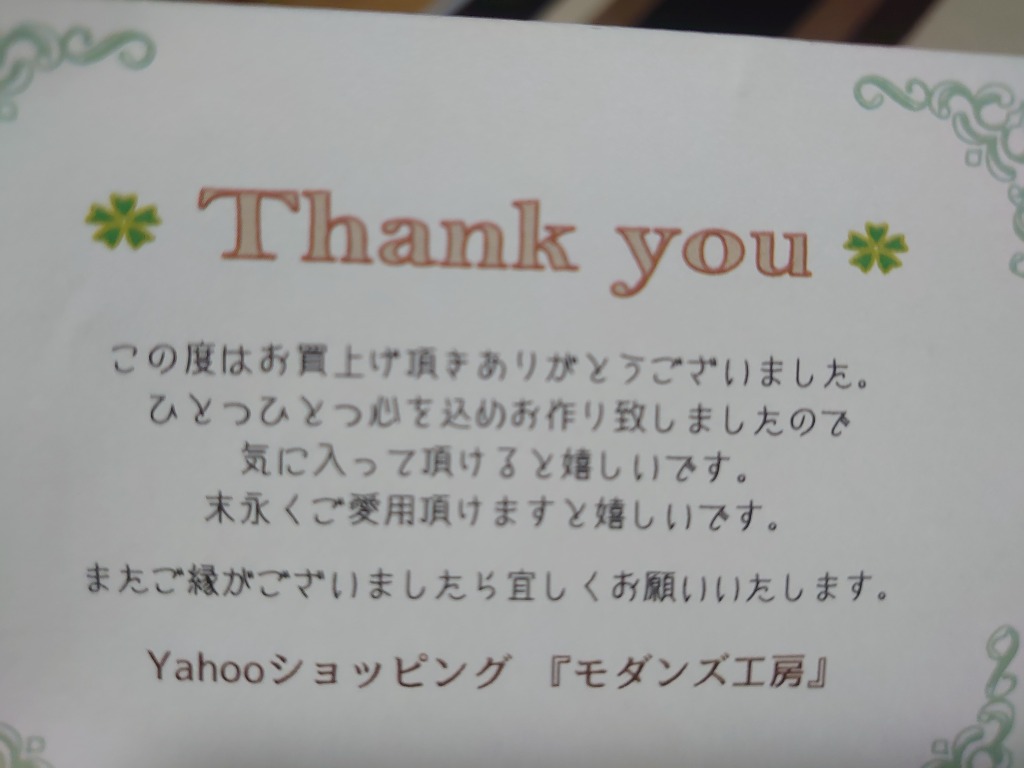 Thank you
この度はお買上げ頂きありがとうございました。
ひとつひとつ心を込めお作り致しましたので
気に入って頂けると嬉しいです。
末永くご愛用頂けますと嬉しいです。
またご縁がございましたら宜しくお願いいたします。
Yahooショッピング 『モダンズ工房』